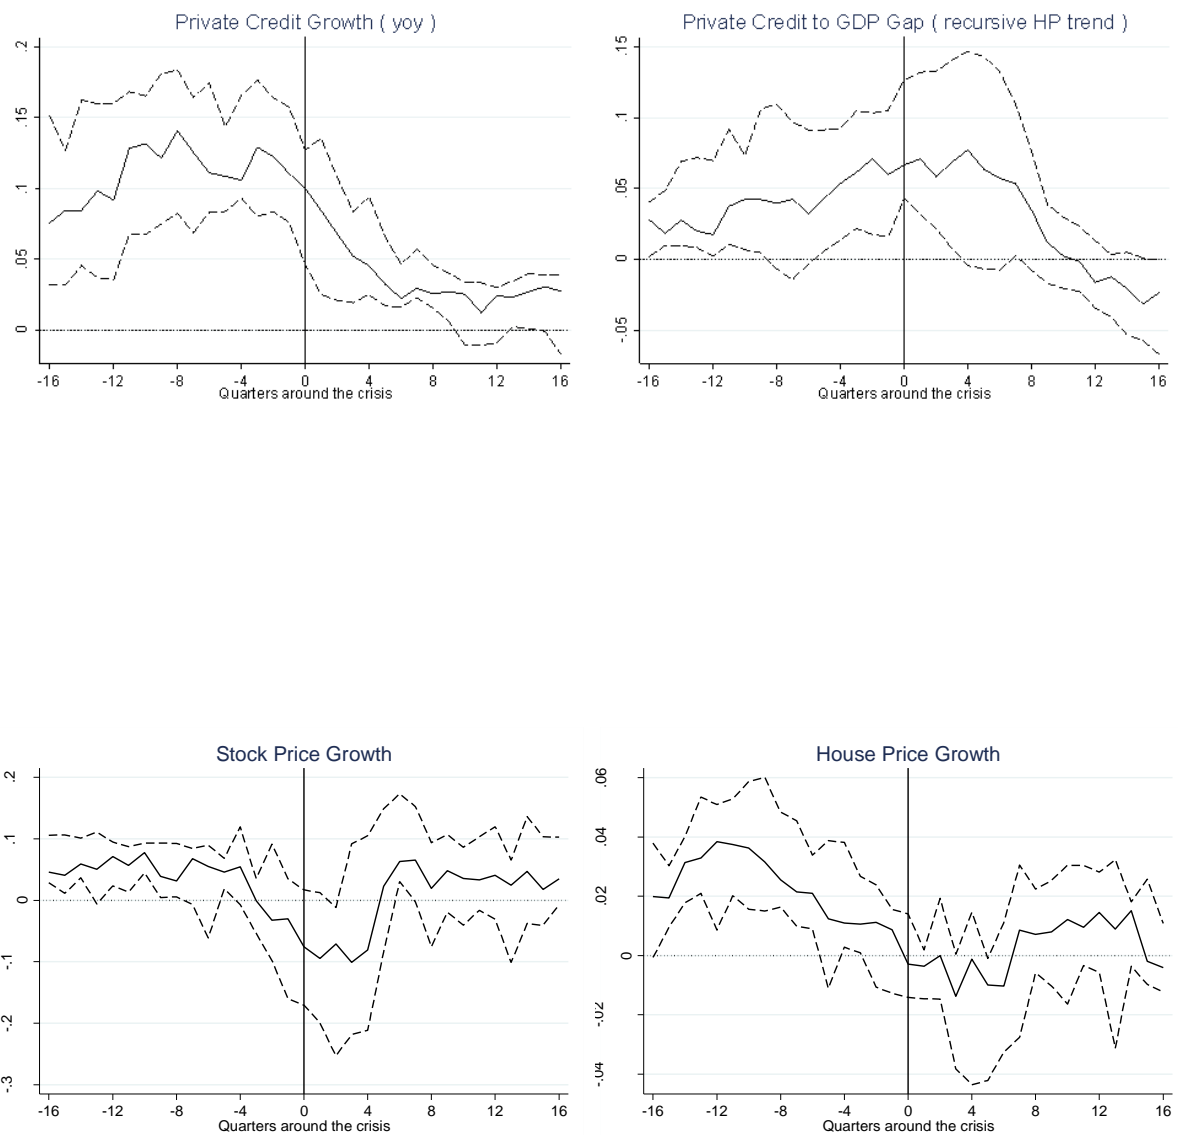 Private Credit Growth ( yoy )
.2
.15
.1
.05
0
-16 -12 -8 -4 0 4 8 12 16
Quarters around the crisis
Private Credit to GDP Gap ( recursive HP trend )
.15
.1
.05
0
-.05
-16 -12 -8 -4 0 4 8 12 16
Quarters around the crisis
Stock Price Growth
.2
.1
0
-.1
-.2
-.3
-16 -12 -8 -4 0 4 8 12 16
Quarters around the crisis
House Price Growth
.06
.04
.02
0
-.02
-.04
-16 -12 -8 -4 0 4 8 12 16
Quarters around the crisis